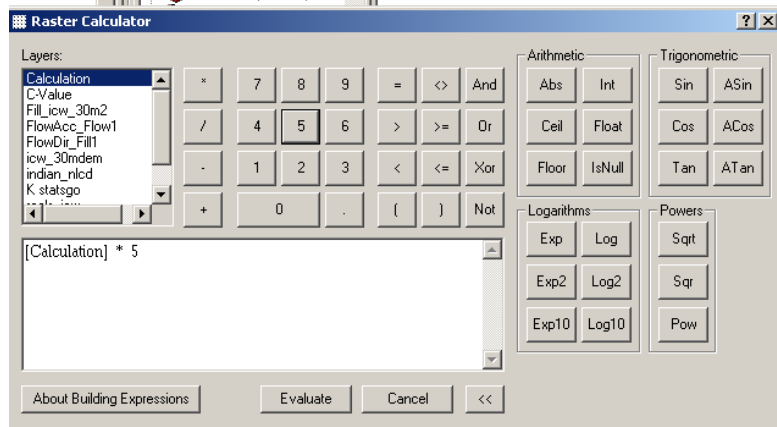 Raster Calculator
Layers:
Calculation
C-Value
Fill_icw_30m2
FlowAcc_Flow1
FlowDir_Fill1
icw_30mdem
indian_nlcd
K statsgo
* 7 8 9 = <> And
/ 4 5 6 > >= Or
- 1 2 3 < <= Xor
+ 0 . ( ) Not
[Calculation] * 5
About Building Expressions Evaluate Cancel <<
Arithmetic
Abs Int
Ceil Float
Floor IsNull
Trigonometric
Sin ASin
Cos ACos
Tan ATan
Logarithms
Exp Log
Exp2 Log2
Exp10 Log10
Powers
Sqrt
Sqr
Pow